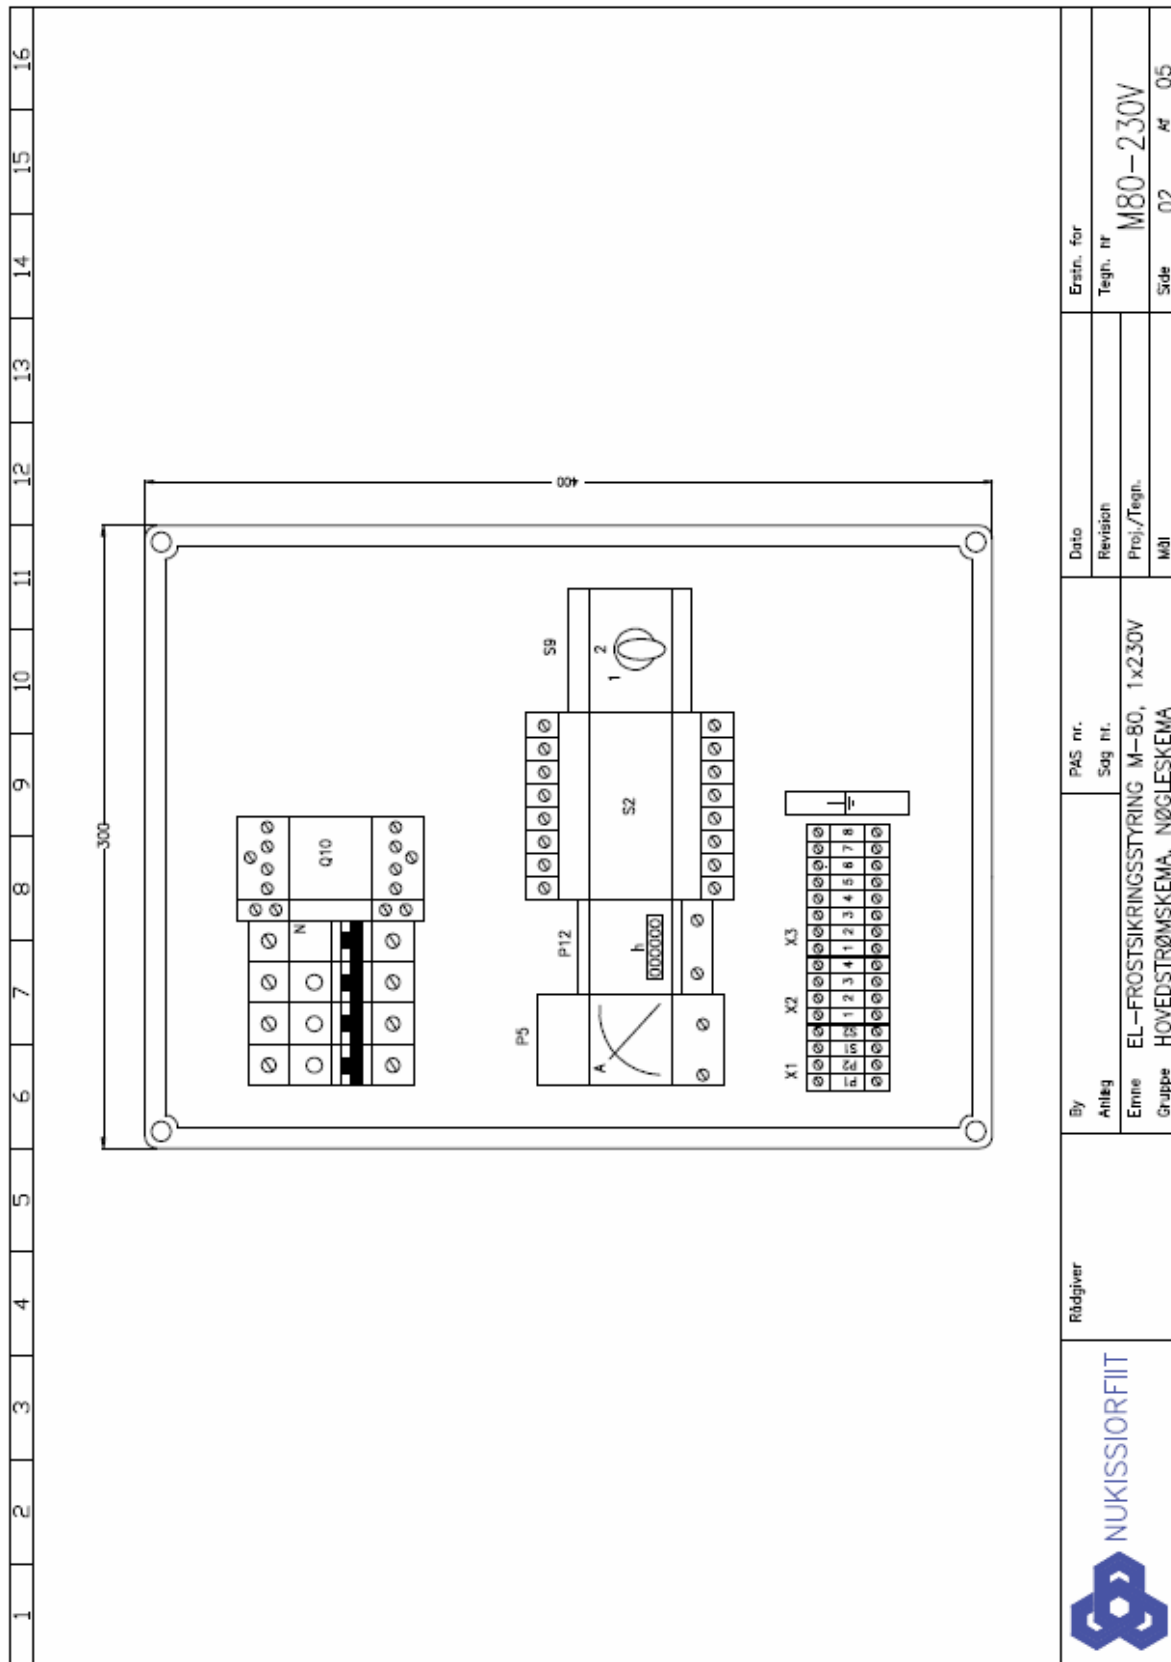 1 2 3 4 5 6 7 8 9 10 11 12 13 14 15 16
300
400
Q10
N
P5
A
P12
h
000000
S2
S9
1 2
X1 X2 X3
1 2 3 4 1 2 3 4 5 6 7 8
NUKISSIORFIIT
Rådgiver
By
Anlæg
PAS nr.
Sag nr.
Emne EL-FROSTSIKRINGSSTYRING M-80, 1x230V
Gruppe HOVEDSTRØMSKEMA, NØGLESKEMA
Dato
Revision
Proj./Tegn.
Mål
Erstn. for
Tegn. nr
M80-230V
Side 02 Af 05